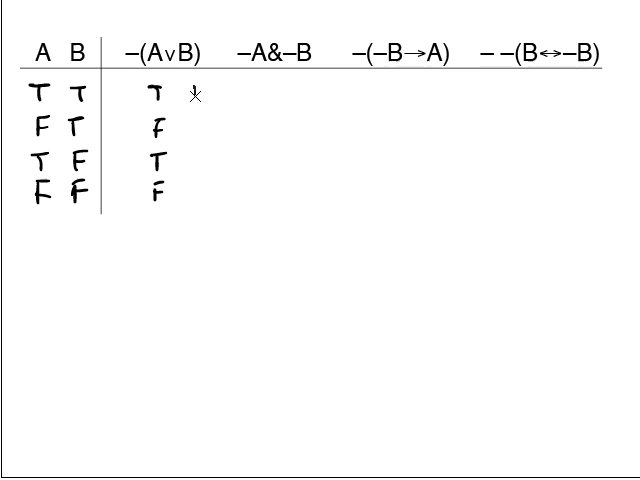 A B –(AvB) –A&–B –(–B→A) – –(B↔–B)
T T T
F T F
T F T
F F F